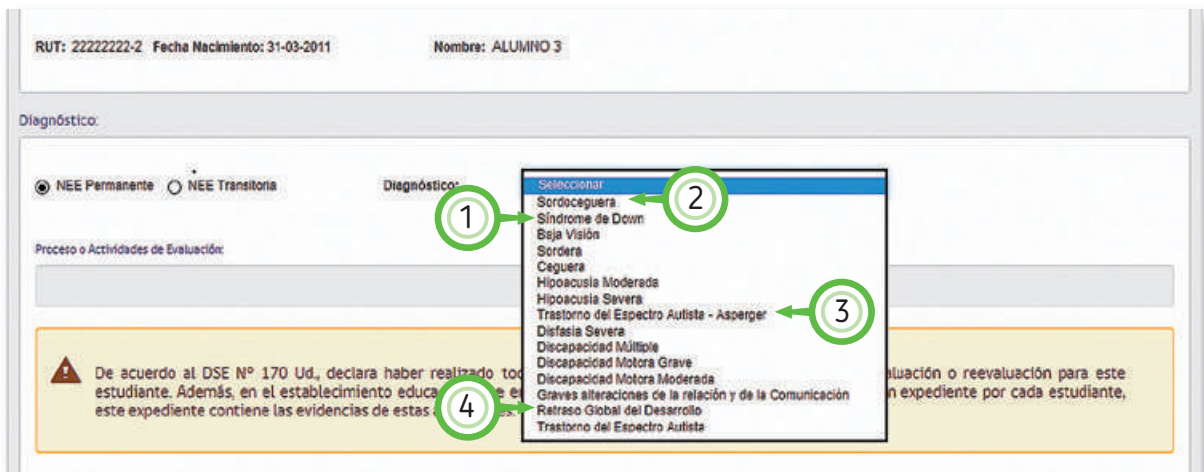 RUT: 22222222-2 Fecha Nacimiento: 31-03-2011 Nombre: ALUMNO 3
Diagnóstico:
NEE Permanente NEE Transitoria Diagnóstico:
Seleccionar
Sordoceguera
2
1
Síndrome de Down
Baja Visión
Sordera
Ceguera
Hipoacusia Moderada
Hipoacusia Severa
Trastorno del Espectro Autista - Asperger
3
Disfasia Severa
Discapacidad Múltiple
Discapacidad Motora Grave
Discapacidad Motora Moderada
Graves alteraciones de la relación y de la Comunicación
4
Retraso Global del Desarrollo
Trastorno del Espectro Autista
Proceso o Actividades de Evaluación:
De acuerdo al DSE Nº 170 Ud., declara haber realizado evaluación o reevaluación para este
estudiante. Además, en el establecimiento expediente por cada estudiante,
este expediente contiene las evidencias de estas